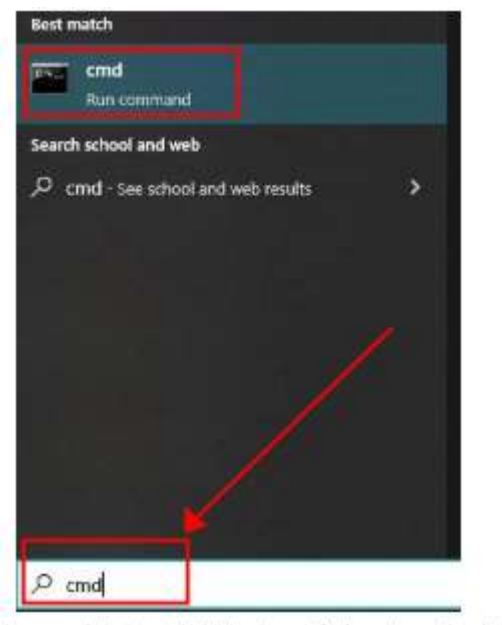 Best match
cmd
Run command
Search school and web
cmd - See school and web results
cmd